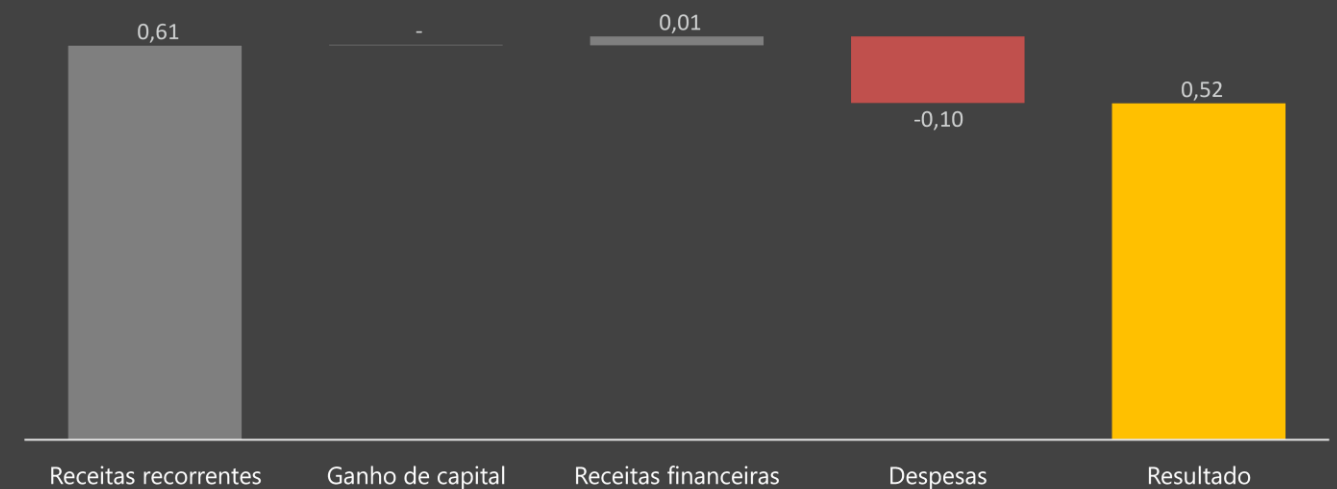 0,61
-
0,01
-0,10
0,52
Receitas recorrentes
Ganho de capital
Receitas financeiras
Despesas
Resultado